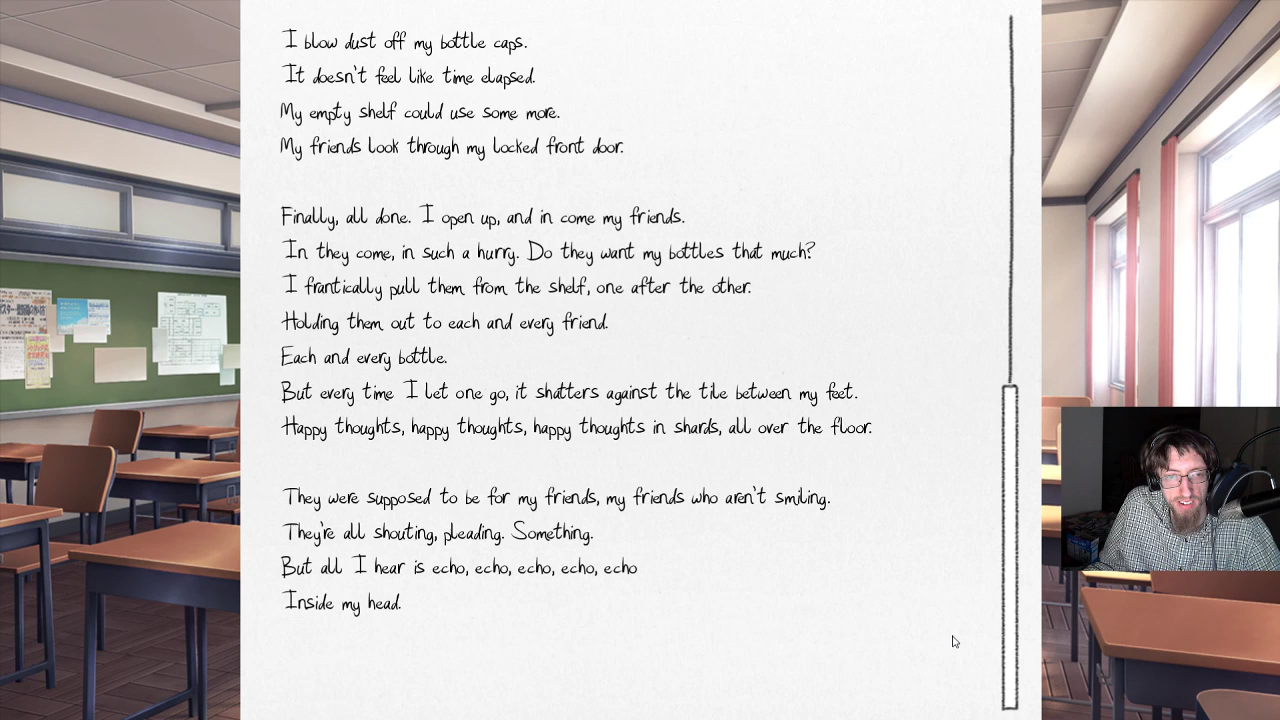 I blow dust off my bottle caps.
It doesn't feel like time elapsed.
My empty shelf could use some more.
My friends look through my locked front door.
Finally, all done. I open up, and in come my friends.
In they come, in such a hurry. Do they want my bottles that much?
I frantically pull them from the shelf, one after the other.
Holding them out to each and every friend.
Each and every bottle.
But every time I let one go, it shatters against the tile between my feet.
Happy thoughts, happy thoughts, happy thoughts in shards, all over the floor.
They were supposed to be for my friends, my friends who aren't smiling.
They're all shouting, pleading. Something.
But all I hear is echo, echo, echo, echo, echo
Inside my head.